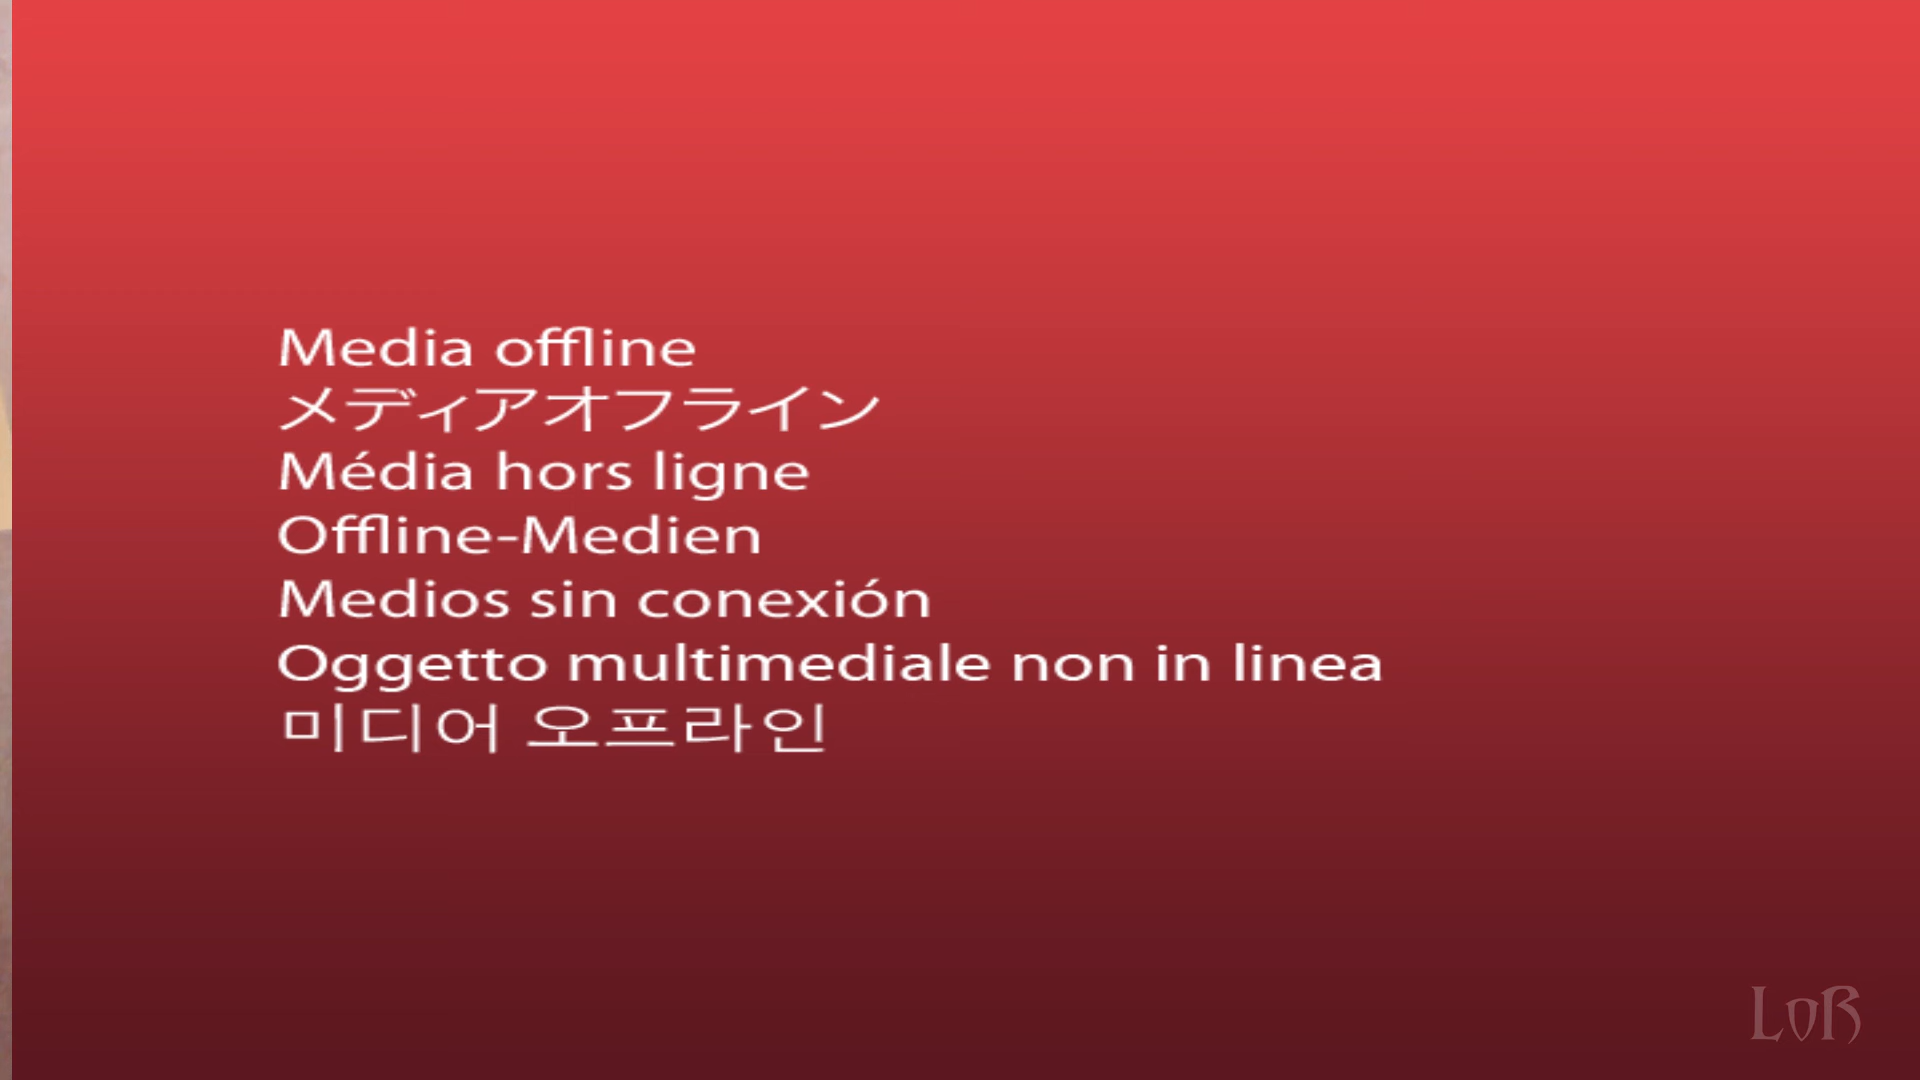 Media offline
メディアオフライン
Média hors ligne
Offline-Medien
Medios sin conexión
Oggetto multimediale non in linea
미디어 오프라인
LoR